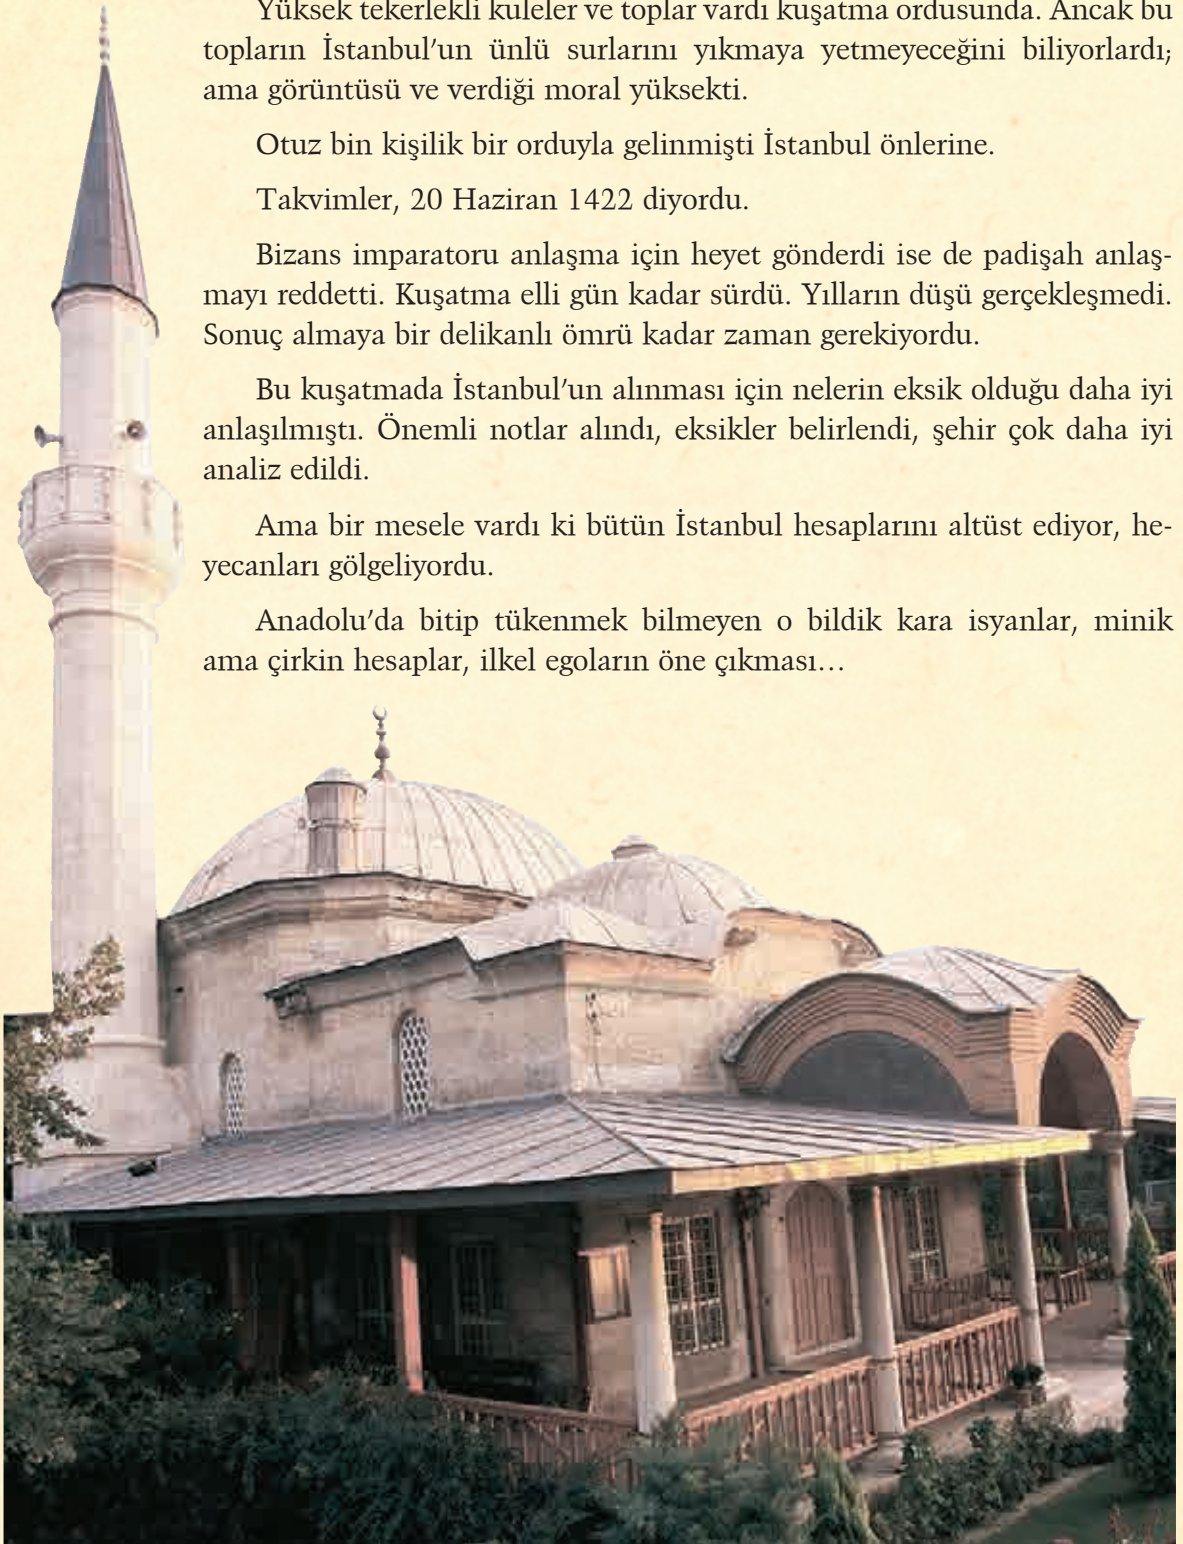 Yüksek tekerlekli kuleler ve toplar vardı kuşatma ordusunda. Ancak bu
topların İstanbul’un ünlü surlarını yıkmaya yetmeyeceğini biliyorlardı;
ama görüntüsü ve verdiği moral yüksekti.
Otuz bin kişilik bir orduyla gelinmişti İstanbul önlerine.
Takvimler, 20 Haziran 1422 diyordu.
Bizans imparatoru anlaşma için heyet gönderdi ise de padişah anlaş-
mayı reddetti. Kuşatma elli gün kadar sürdü. Yılların düşü gerçekleşmedi.
Sonuç almaya bir delikanlı ömrü kadar zaman gerekiyordu.
Bu kuşatmada İstanbul’un alınması için nelerin eksik olduğu daha iyi
anlaşılmıştı. Önemli notlar alındı, eksikler belirlendi, şehir çok daha iyi
analiz edildi.
Ama bir mesele vardı ki bütün İstanbul hesaplarını altüst ediyor, he-
yecanları gölgeliyordu.
Anadolu’da bitip tükenmek bilmeyen o bildik kara isyanlar, minik
ama çirkin hesaplar, ilkel egoların öne çıkması…